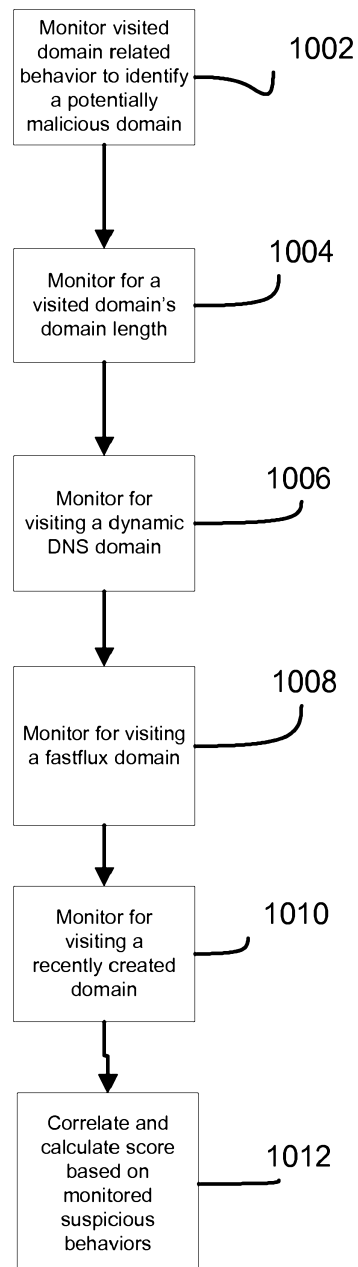 Monitor visited
domain related
behavior to identify
a potentially
malicious domain
1002
Monitor for a
visited domain's
domain length
1004
Monitor for
visiting a dynamic
DNS domain
1006
Monitor for visiting
a fastflux domain
1008
Monitor for
visiting a
recently created
domain
1010
Correlate and
calculate score
based on
monitored
suspicious
behaviors
1012